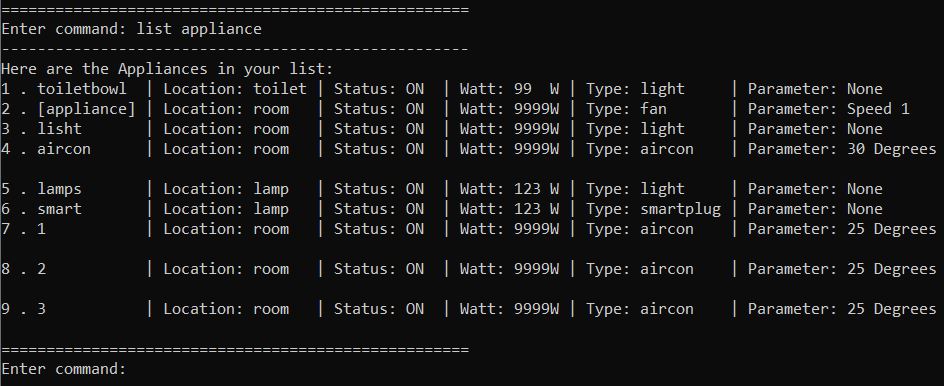 ====================================================
Enter command: list appliance
----------------------------------------------------
Here are the Appliances in your list:
1 . toiletbowl  | Location: toilet | Status: ON  | Watt: 99  W | Type: light     | Parameter: None
2 . [appliance] | Location: room   | Status: ON  | Watt: 9999W | Type: fan       | Parameter: Speed 1
3 . lisht       | Location: room   | Status: ON  | Watt: 9999W | Type: light     | Parameter: None
4 . aircon      | Location: room   | Status: ON  | Watt: 9999W | Type: aircon    | Parameter: 30 Degrees
5 . lamps       | Location: lamp   | Status: ON  | Watt: 123 W | Type: light     | Parameter: None
6 . smart       | Location: lamp   | Status: ON  | Watt: 123 W | Type: smartplug | Parameter: None
7 . 1           | Location: room   | Status: ON  | Watt: 9999W | Type: aircon    | Parameter: 25 Degrees
8 . 2           | Location: room   | Status: ON  | Watt: 9999W | Type: aircon    | Parameter: 25 Degrees
9 . 3           | Location: room   | Status: ON  | Watt: 9999W | Type: aircon    | Parameter: 25 Degrees
====================================================
Enter command: